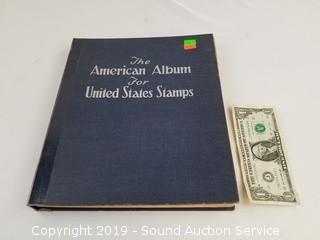 The
American Album
For
United States Stamps
Copyright 2019 - Sound Auction Service